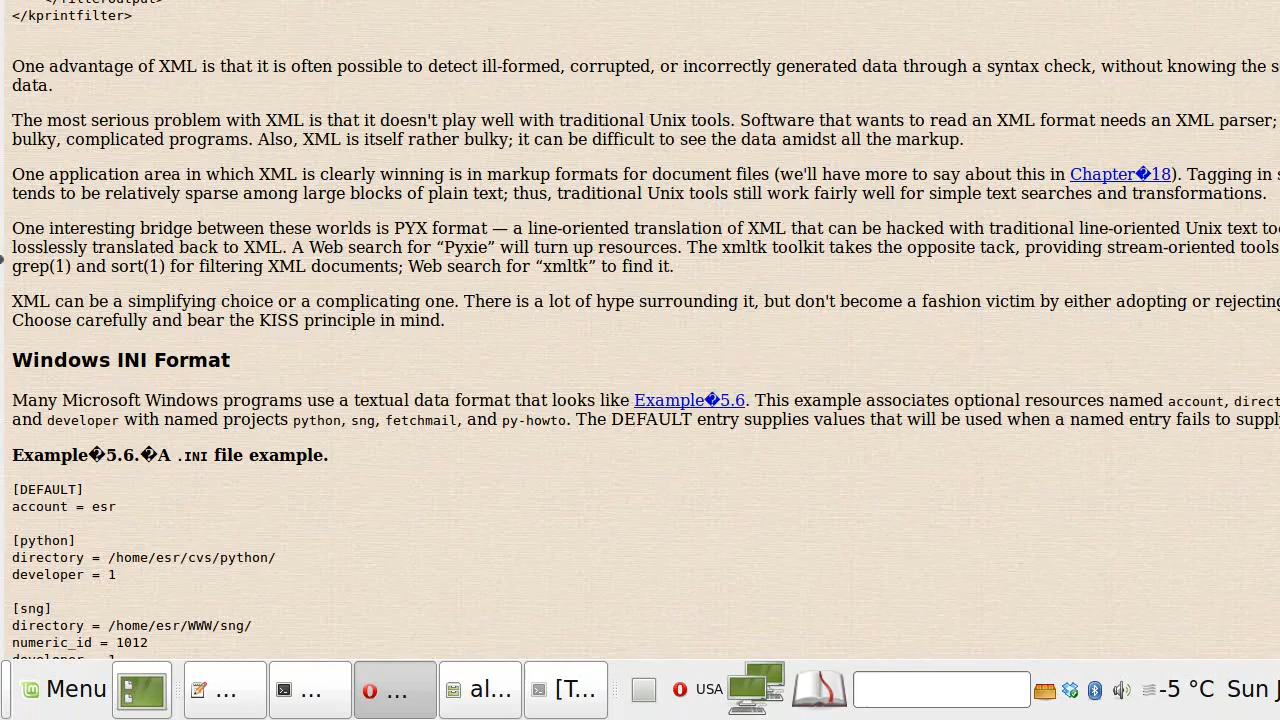 </kprintfilter>
One advantage of XML is that it is often possible to detect ill-formed, corrupted, or incorrectly generated data through a syntax check, without knowing the s
data.
The most serious problem with XML is that it doesn't play well with traditional Unix tools. Software that wants to read an XML format needs an XML parser;
bulky, complicated programs. Also, XML is itself rather bulky; it can be difficult to see the data amidst all the markup.
One application area in which XML is clearly winning is in markup formats for document files (we'll have more to say about this in Chapter�18). Tagging in s
tends to be relatively sparse among large blocks of plain text; thus, traditional Unix tools still work fairly well for simple text searches and transformations.
One interesting bridge between these worlds is PYX format — a line-oriented translation of XML that can be hacked with traditional line-oriented Unix text to
losslessly translated back to XML. A Web search for “Pyxie” will turn up resources. The xmltk toolkit takes the opposite tack, providing stream-oriented tools
grep(1) and sort(1) for filtering XML documents; Web search for “xmltk” to find it.
XML can be a simplifying choice or a complicating one. There is a lot of hype surrounding it, but don't become a fashion victim by either adopting or rejecting
Choose carefully and bear the KISS principle in mind.
Windows INI Format
Many Microsoft Windows programs use a textual data format that looks like Example�5.6. This example associates optional resources named account, direct
and developer with named projects python, sng, fetchmail, and py-howto. The DEFAULT entry supplies values that will be used when a named entry fails to suppl
Example�5.6.�A .INI file example.
[DEFAULT]
account = esr
[python]
directory = /home/esr/cvs/python/
developer = 1
[sng]
directory = /home/esr/WWW/sng/
numeric_id = 1012
developer = 1
Menu ... ... ... al... [T... USA -5 °C Sun J